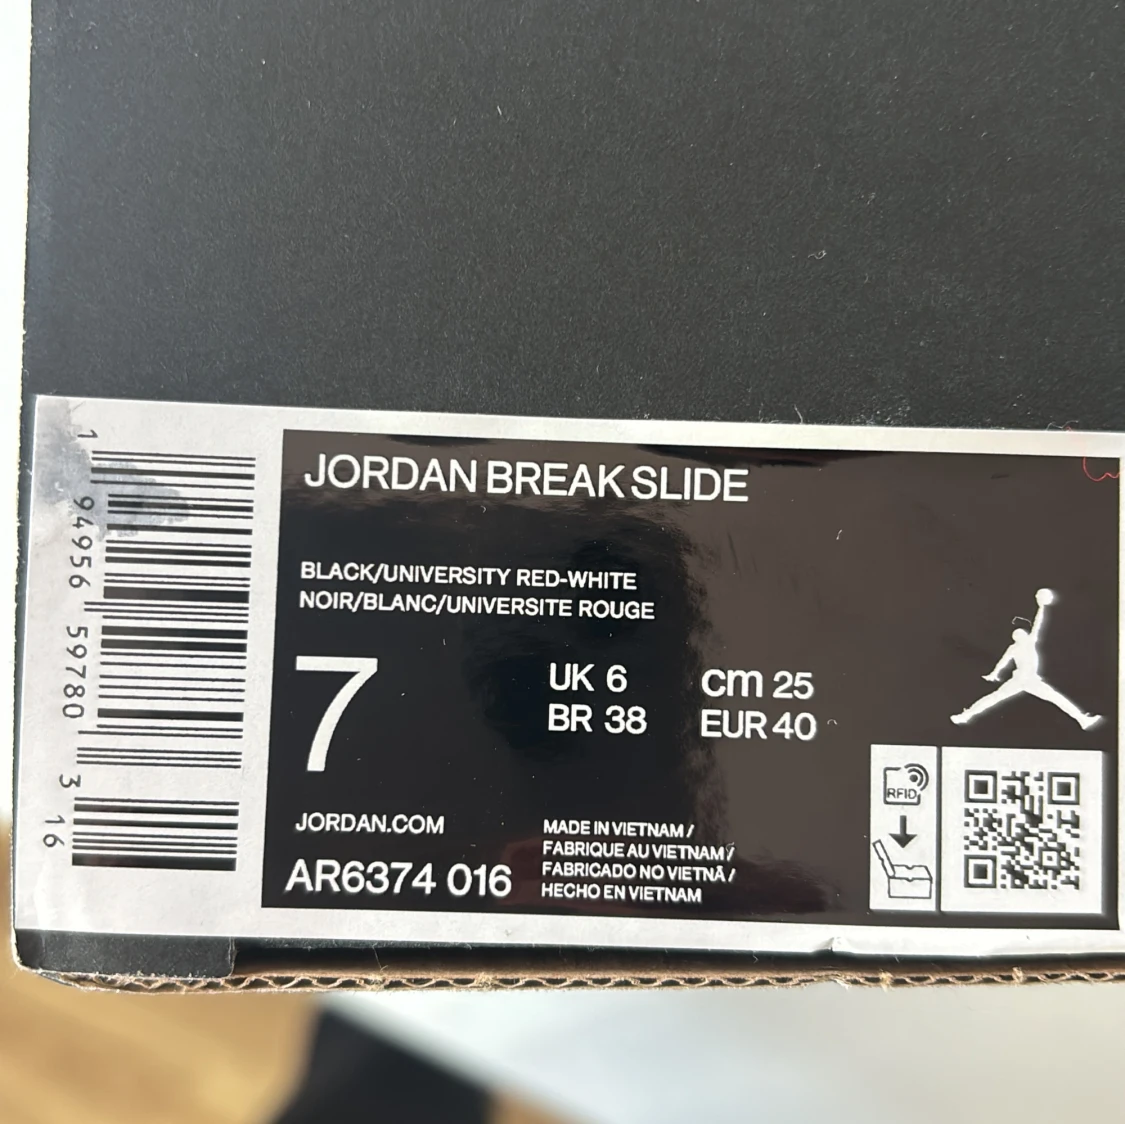 1 94956 59780 3 16
JORDAN BREAK SLIDE
BLACK/UNIVERSITY RED-WHITE
NOIR/BLANC/UNIVERSITE ROUGE
7
UK 6 cm 25
BR 38 EUR 40
JORDAN.COM
AR6374 016
MADE IN VIETNAM /
FABRIQUE AU VIETNAM /
FABRICADO NO VIETNÃ /
HECHO EN VIETNAM
RFID